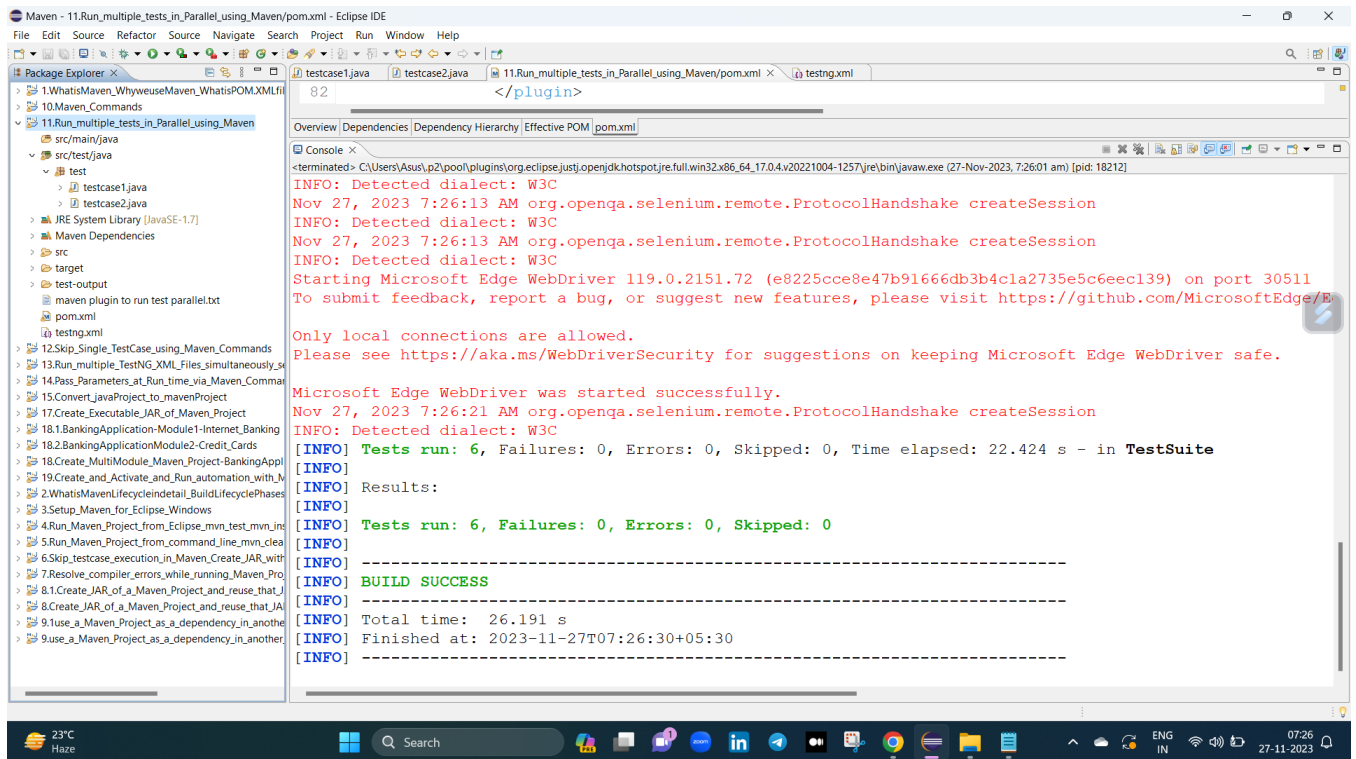 Maven - 11.Run_multiple_tests_in_Parallel_using_Maven/pom.xml - Eclipse IDE
File Edit Source Refactor Source Navigate Search Project Run Window Help
Package Explorer
1.WhatisMaven_WhyweuseMaven_WhatisPOM.XMLfil
10.Maven_Commands
11.Run_multiple_tests_in_Parallel_using_Maven
src/main/java
src/test/java
test
testcase1.java
testcase2.java
JRE System Library [JavaSE-1.7]
Maven Dependencies
src
target
test-output
maven plugin to run test parallel.txt
pom.xml
testng.xml
12.Skip_Single_TestCase_using_Maven_Commands
13.Run_multiple_TestNG_XML_Files_simultaneously_se
14.Pass_Parameters_at_Run_time_via_Maven_Comma
15.Convert_javaProject_to_mavenProject
17.Create_Executable_JAR_of_Maven_Project
18.1.BankingApplication-Module1-Internet_Banking
18.2.BankingApplicationModule2-Credit_Cards
18.Create_MultiModule_Maven_Project-BankingAppl
19.Create_and_Activate_and_Run_automation_with_M
2.WhatisMavenLifecycleindetail_BuildLifecyclePhases
3.Setup_Maven_for_Eclipse_Windows
4.Run_Maven_Project_from_Eclipse_mvn_test_mvn_ins
5.Run_Maven_Project_from_command_line_mvn_clea
6.Skip_testcase_execution_in_Maven_Create_JAR_with
7.Resolve_compiler_errors_while_running_Maven_Pro
8.1.Create_JAR_of_a_Maven_Project_and_reuse_that_J
8.Create_JAR_of_a_Maven_Project_and_reuse_that_JAI
9.1use_a_Maven_Project_as_a_dependency_in_anothe
9.use_a_Maven_Project_as_a_dependency_in_another_
testcase1.java testcase2.java 11.Run_multiple_tests_in_Parallel_using_Maven/pom.xml testng.xml
82 </plugin>
Overview Dependencies Dependency Hierarchy Effective POM pom.xml
Console
<terminated> C:\Users\Asus\.p2\pool\plugins\org.eclipse.justj.openjdk.hotspot.jre.full.win32.x86_64_17.0.4.v20221004-1257\jre\bin\javaw.exe (27-Nov-2023, 7:26:01 am) [pid: 18212]
INFO: Detected dialect: W3C
Nov 27, 2023 7:26:13 AM org.openqa.selenium.remote.ProtocolHandshake createSession
INFO: Detected dialect: W3C
Nov 27, 2023 7:26:13 AM org.openqa.selenium.remote.ProtocolHandshake createSession
INFO: Detected dialect: W3C
Starting Microsoft Edge WebDriver 119.0.2151.72 (e8225cce8e47b91666db3b4c1a2735e5c6eec139) on port 30511
To submit feedback, report a bug, or suggest new features, please visit https://github.com/MicrosoftEdge/E
Only local connections are allowed.
Please see https://aka.ms/WebDriverSecurity for suggestions on keeping Microsoft Edge WebDriver safe.
Microsoft Edge WebDriver was started successfully.
Nov 27, 2023 7:26:21 AM org.openqa.selenium.remote.ProtocolHandshake createSession
INFO: Detected dialect: W3C
[INFO] Tests run: 6, Failures: 0, Errors: 0, Skipped: 0, Time elapsed: 22.424 s - in TestSuite
[INFO]
[INFO] Results:
[INFO]
[INFO] Tests run: 6, Failures: 0, Errors: 0, Skipped: 0
[INFO]
[INFO] ------------------------------------------------------------------------
[INFO] BUILD SUCCESS
[INFO] ------------------------------------------------------------------------
[INFO] Total time:  26.191 s
[INFO] Finished at: 2023-11-27T07:26:30+05:30
[INFO] ------------------------------------------------------------------------
23°C
Haze
Search
PRE
1
zoom
in
ENG
IN
07:26
27-11-2023